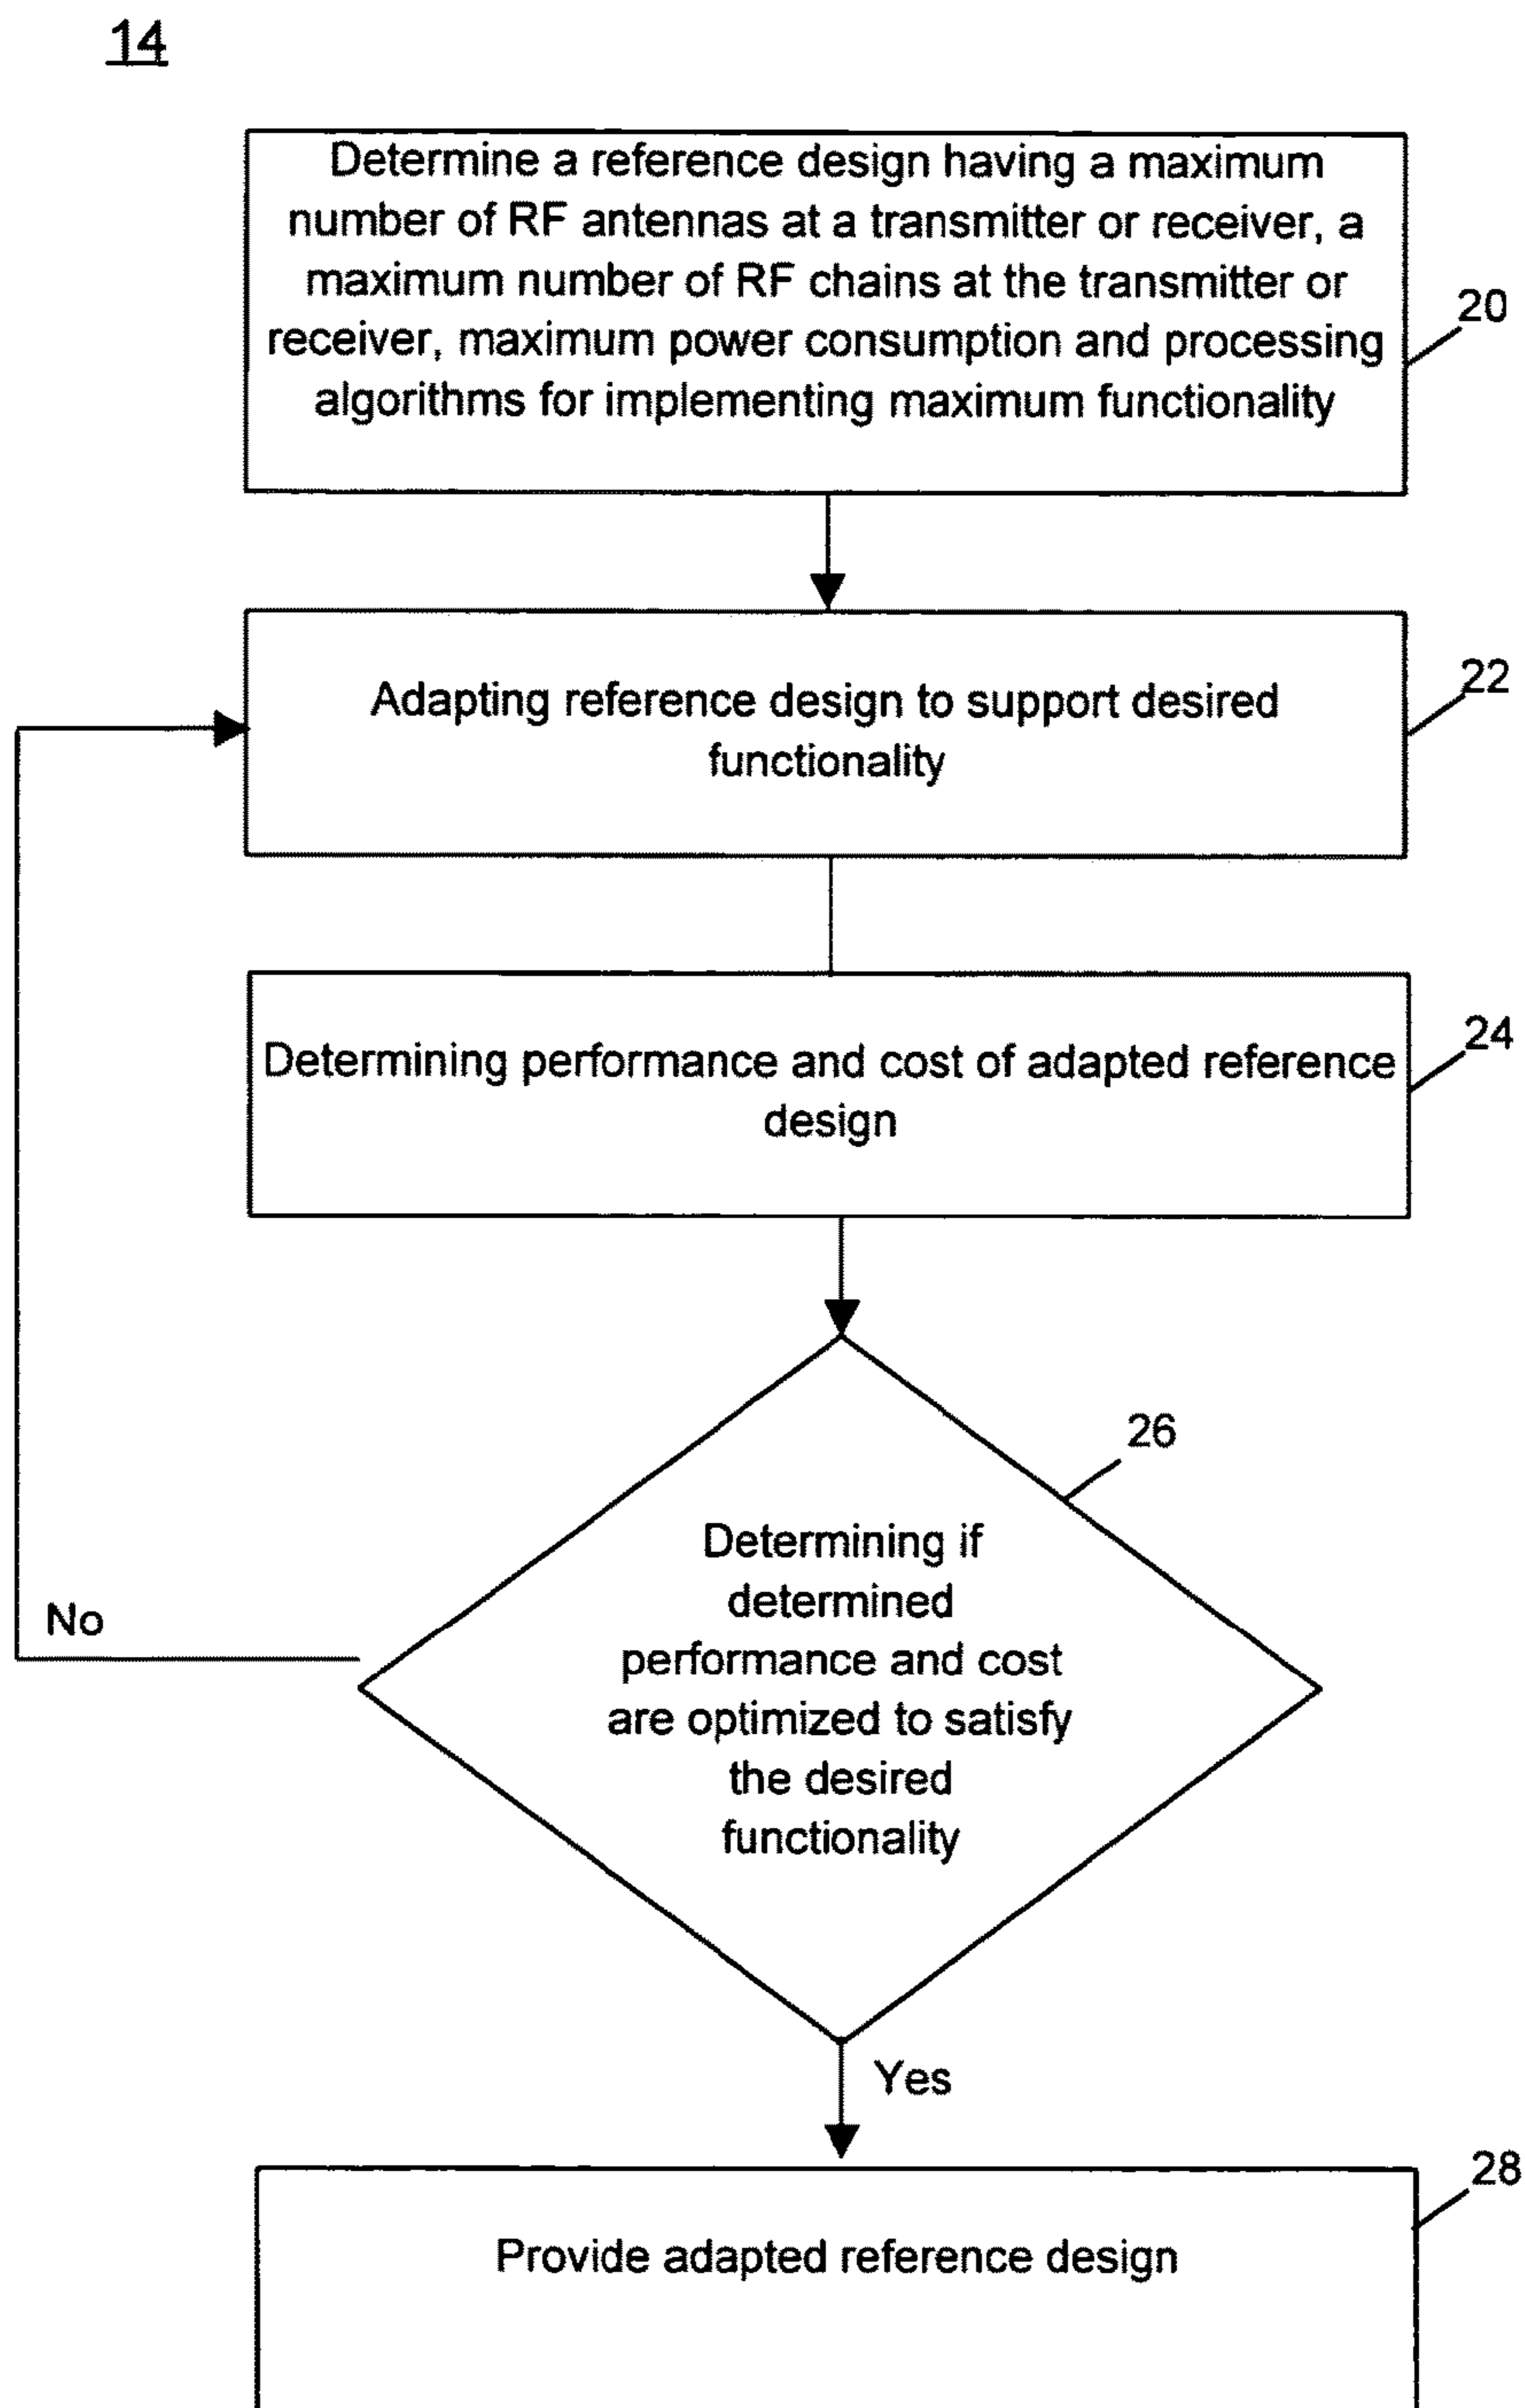 14
Determine a reference design having a maximum
number of RF antennas at a transmitter or receiver, a
maximum number of RF chains at the transmitter or
receiver, maximum power consumption and processing
algorithms for implementing maximum functionality
20
Adapting reference design to support desired
functionality
22
Determining performance and cost of adapted reference
design
24
26
Determining if
determined
performance and cost
are optimized to satisfy
the desired
functionality
No
Yes
28
Provide adapted reference design